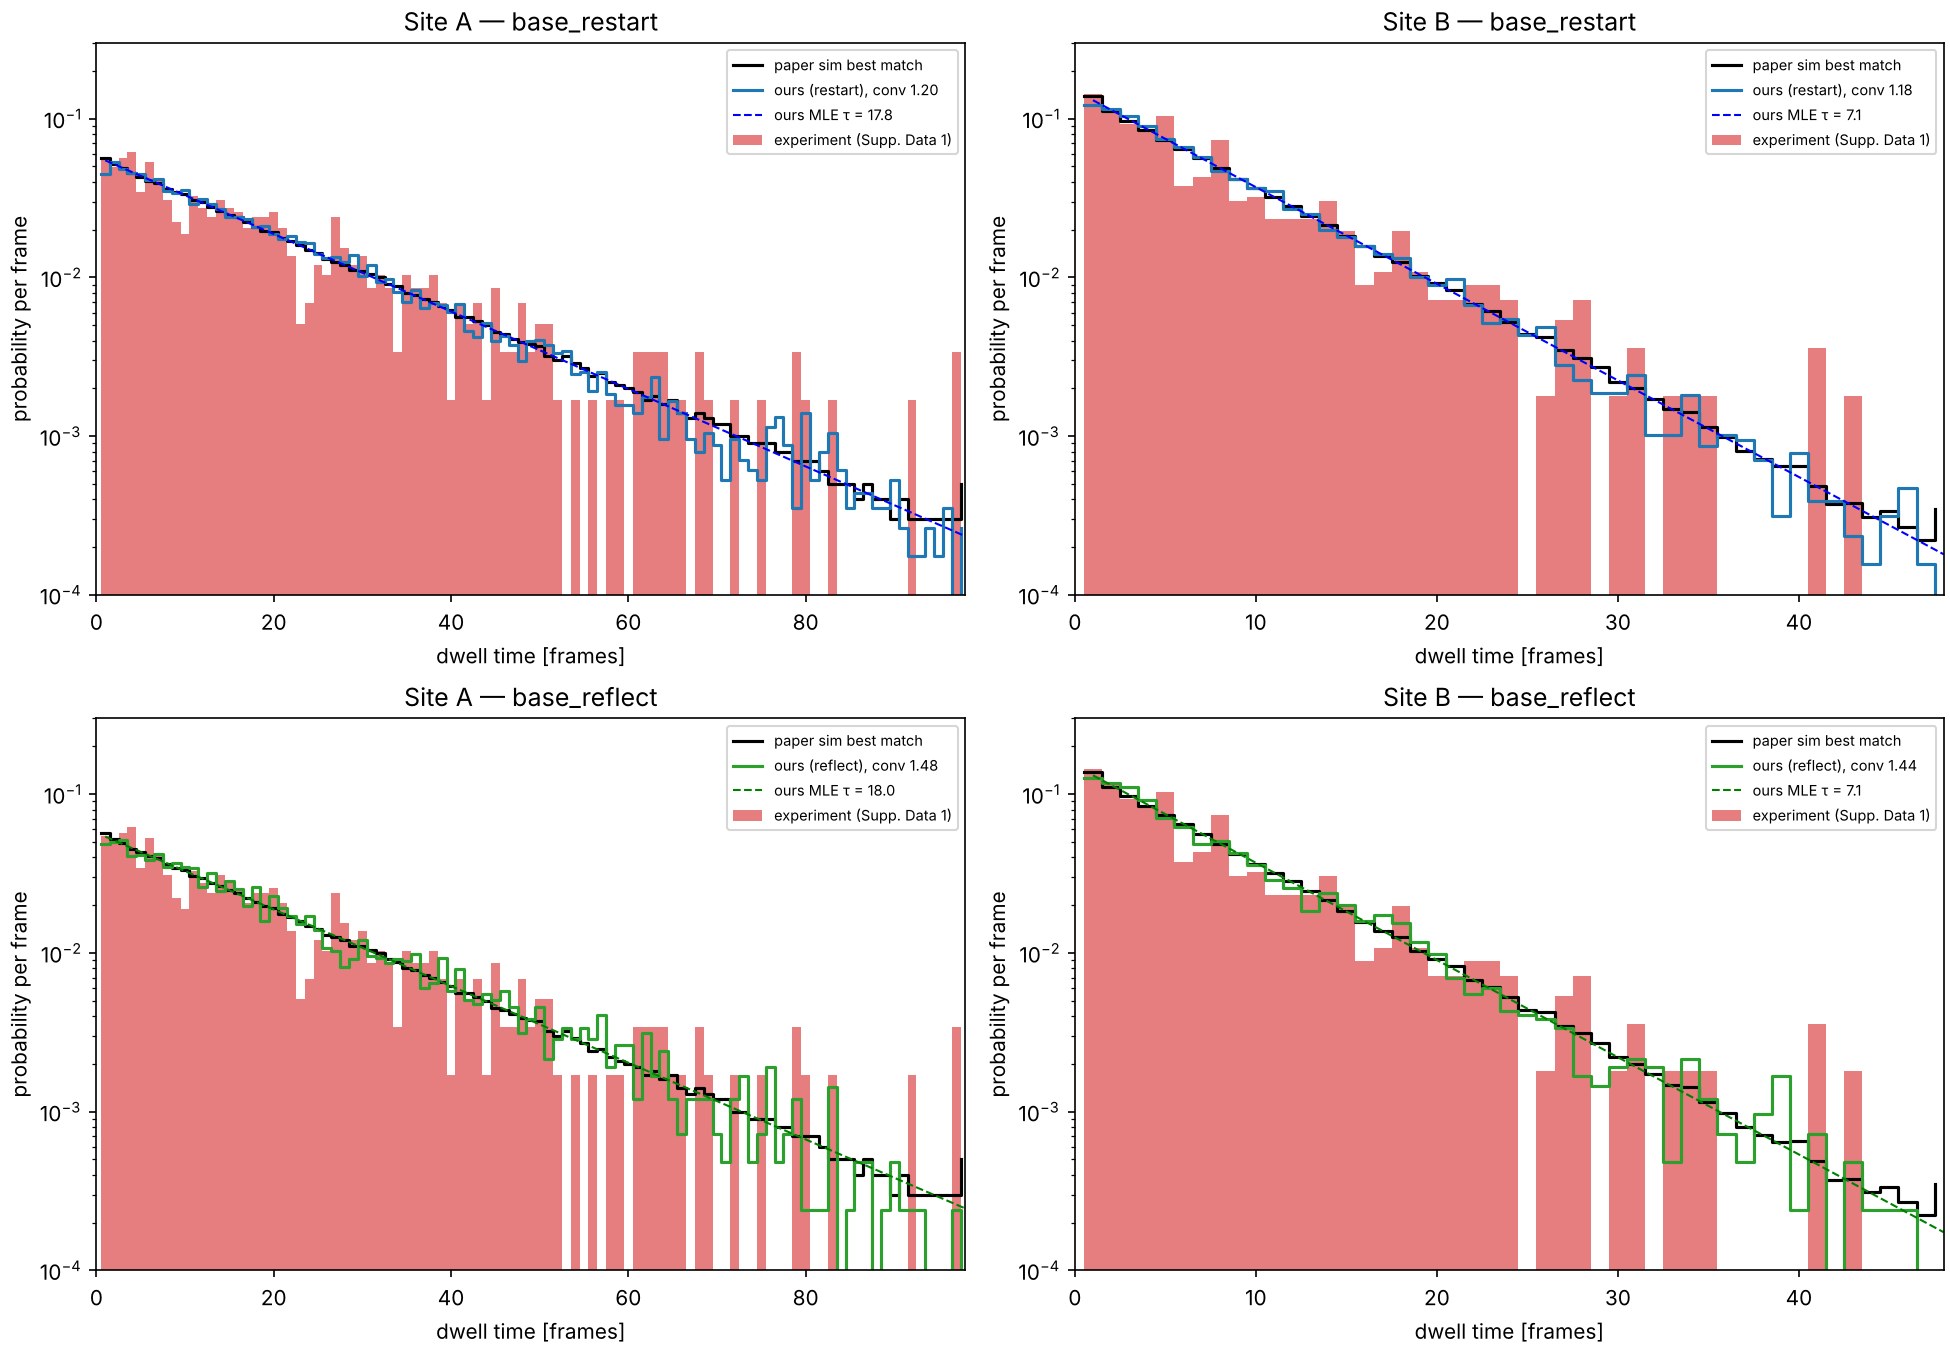 Site A — base_restart
probability per frame
10⁻¹
10⁻²
10⁻³
10⁻⁴
paper sim best match
ours (restart), conv 1.20
ours MLE τ = 17.8
experiment (Supp. Data 1)
0 20 40 60 80
dwell time [frames]
Site B — base_restart
probability per frame
10⁻¹
10⁻²
10⁻³
10⁻⁴
paper sim best match
ours (restart), conv 1.18
ours MLE τ = 7.1
experiment (Supp. Data 1)
0 10 20 30 40
dwell time [frames]
Site A — base_reflect
probability per frame
10⁻¹
10⁻²
10⁻³
10⁻⁴
paper sim best match
ours (reflect), conv 1.48
ours MLE τ = 18.0
experiment (Supp. Data 1)
0 20 40 60 80
dwell time [frames]
Site B — base_reflect
probability per frame
10⁻¹
10⁻²
10⁻³
10⁻⁴
paper sim best match
ours (reflect), conv 1.44
ours MLE τ = 7.1
experiment (Supp. Data 1)
0 10 20 30 40
dwell time [frames]